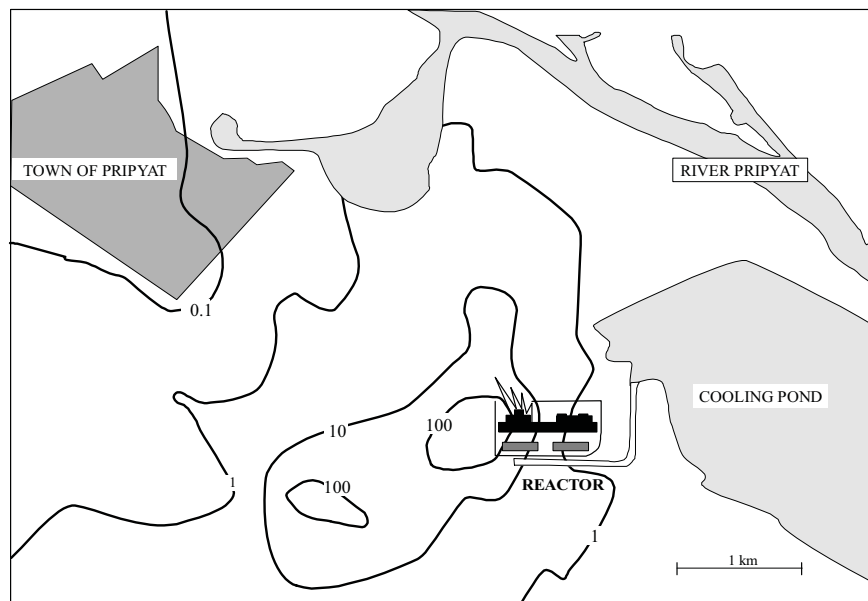 TOWN OF PRIPYAT
RIVER PRIPYAT
0.1
COOLING POND
100
10
1
100
REACTOR
1
1 km